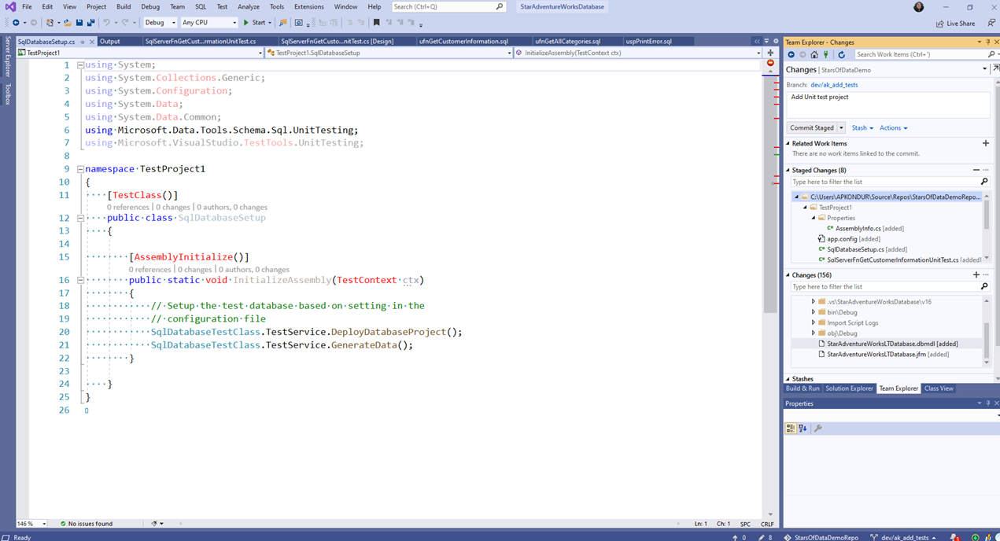 File Edit View Project Build Debug Team SQL Test Analyze Tools Extensions Window Help Search (Ctrl+Q) StarAdventureWorksDatabase
Debug Any CPU Start Live Share
Server Explorer
Toolbox
SqlDatabaseSetup.cs Output SqlServerFnGetCust...rmationUnitTest.cs SqlServerFnGetCusto...nitTest.cs [Design] ufnGetCustomerInformation.sql ufnGetAllCategories.sql uspPrintError.sql
TestProject1 TestProject1.SqlDatabaseSetup InitializeAssembly(TestContext ctx)
1 using System;
2 using System.Collections.Generic;
3 using System.Configuration;
4 using System.Data;
5 using System.Data.Common;
6 using Microsoft.Data.Tools.Schema.Sql.UnitTesting;
7 using Microsoft.VisualStudio.TestTools.UnitTesting;
8
9 namespace TestProject1
10 {
11 [TestClass()]
0 references | 0 changes | 0 authors, 0 changes
12 public class SqlDatabaseSetup
13 {
14
15 [AssemblyInitialize()]
0 references | 0 changes | 0 authors, 0 changes
16 public static void InitializeAssembly(TestContext ctx)
17 {
18 // Setup the test database based on setting in the
19 // configuration file
20 SqlDatabaseTestClass.TestService.DeployDatabaseProject();
21 SqlDatabaseTestClass.TestService.GenerateData();
22 }
23
24 }
25 }
26
146 % No issues found Ln: 1 Ch: 1 SPC CRLF
Team Explorer - Changes
Search Work Items (Ctrl+')
Changes | StarsOfDataDemo
Branch: dev/ak_add_tests
Add Unit test project
Commit Staged Stash Actions
Related Work Items
There are no work items linked to the commit.
Staged Changes (8)
Type here to filter the list
C:\Users\APKONDUR\Source\Repos\StarsOfDataDemoRepo...
TestProject1
Properties
AssemblyInfo.cs [added]
app.config [added]
SqlDatabaseSetup.cs [added]
SqlServerFnGetCustomerInformationUnitTest.cs [added]
Changes (156)
Type here to filter the list
.vs\StarAdventureWorksDatabase\v16
bin\Debug
Import Script Logs
obj\Debug
StarAdventureWorksLTDatabase.dbmdl [added]
StarAdventureWorksLTDatabase.jfm [added]
Stashes
Build & Run Solution Explorer Team Explorer Class View
Properties
Ready 0 8 StarsOfDataDemoRepo dev/ak_add_tests